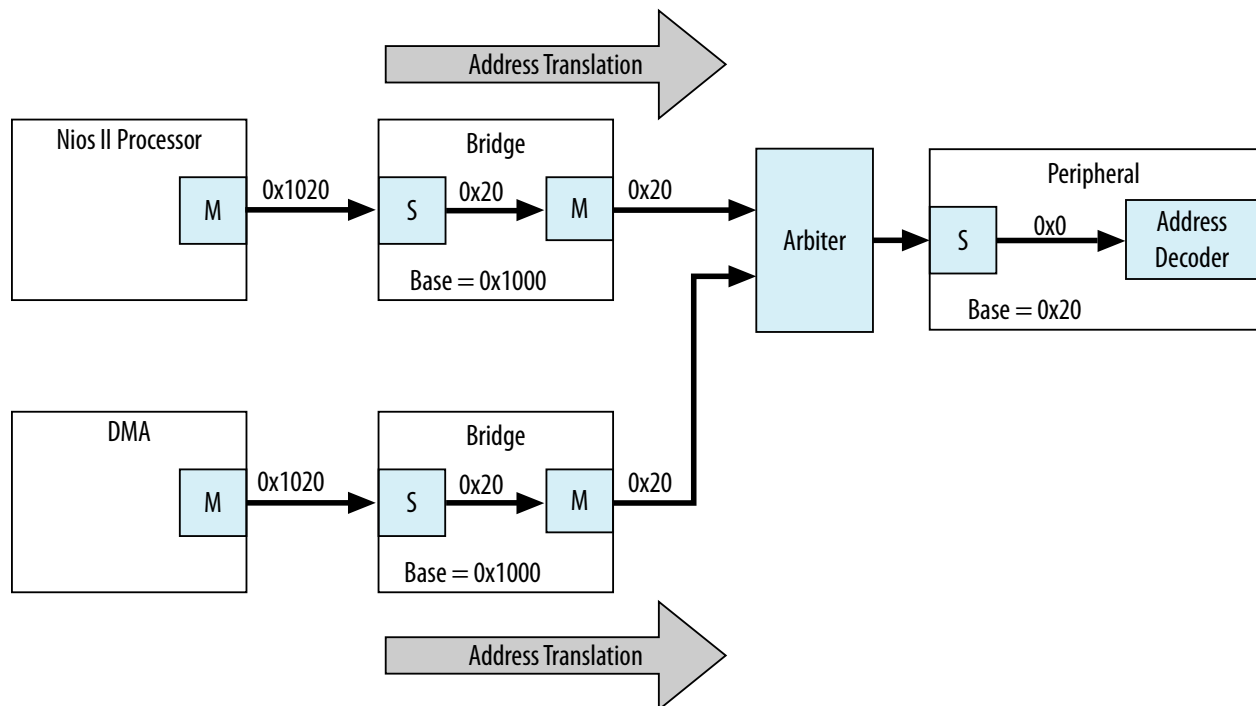 Address Translation
Nios II Processor
M
0x1020
Bridge
S
0x20
M
Base = 0x1000
0x20
Arbiter
Peripheral
S
0x0
Address
Decoder
Base = 0x20
DMA
M
0x1020
Bridge
S
0x20
M
Base = 0x1000
0x20
Address Translation